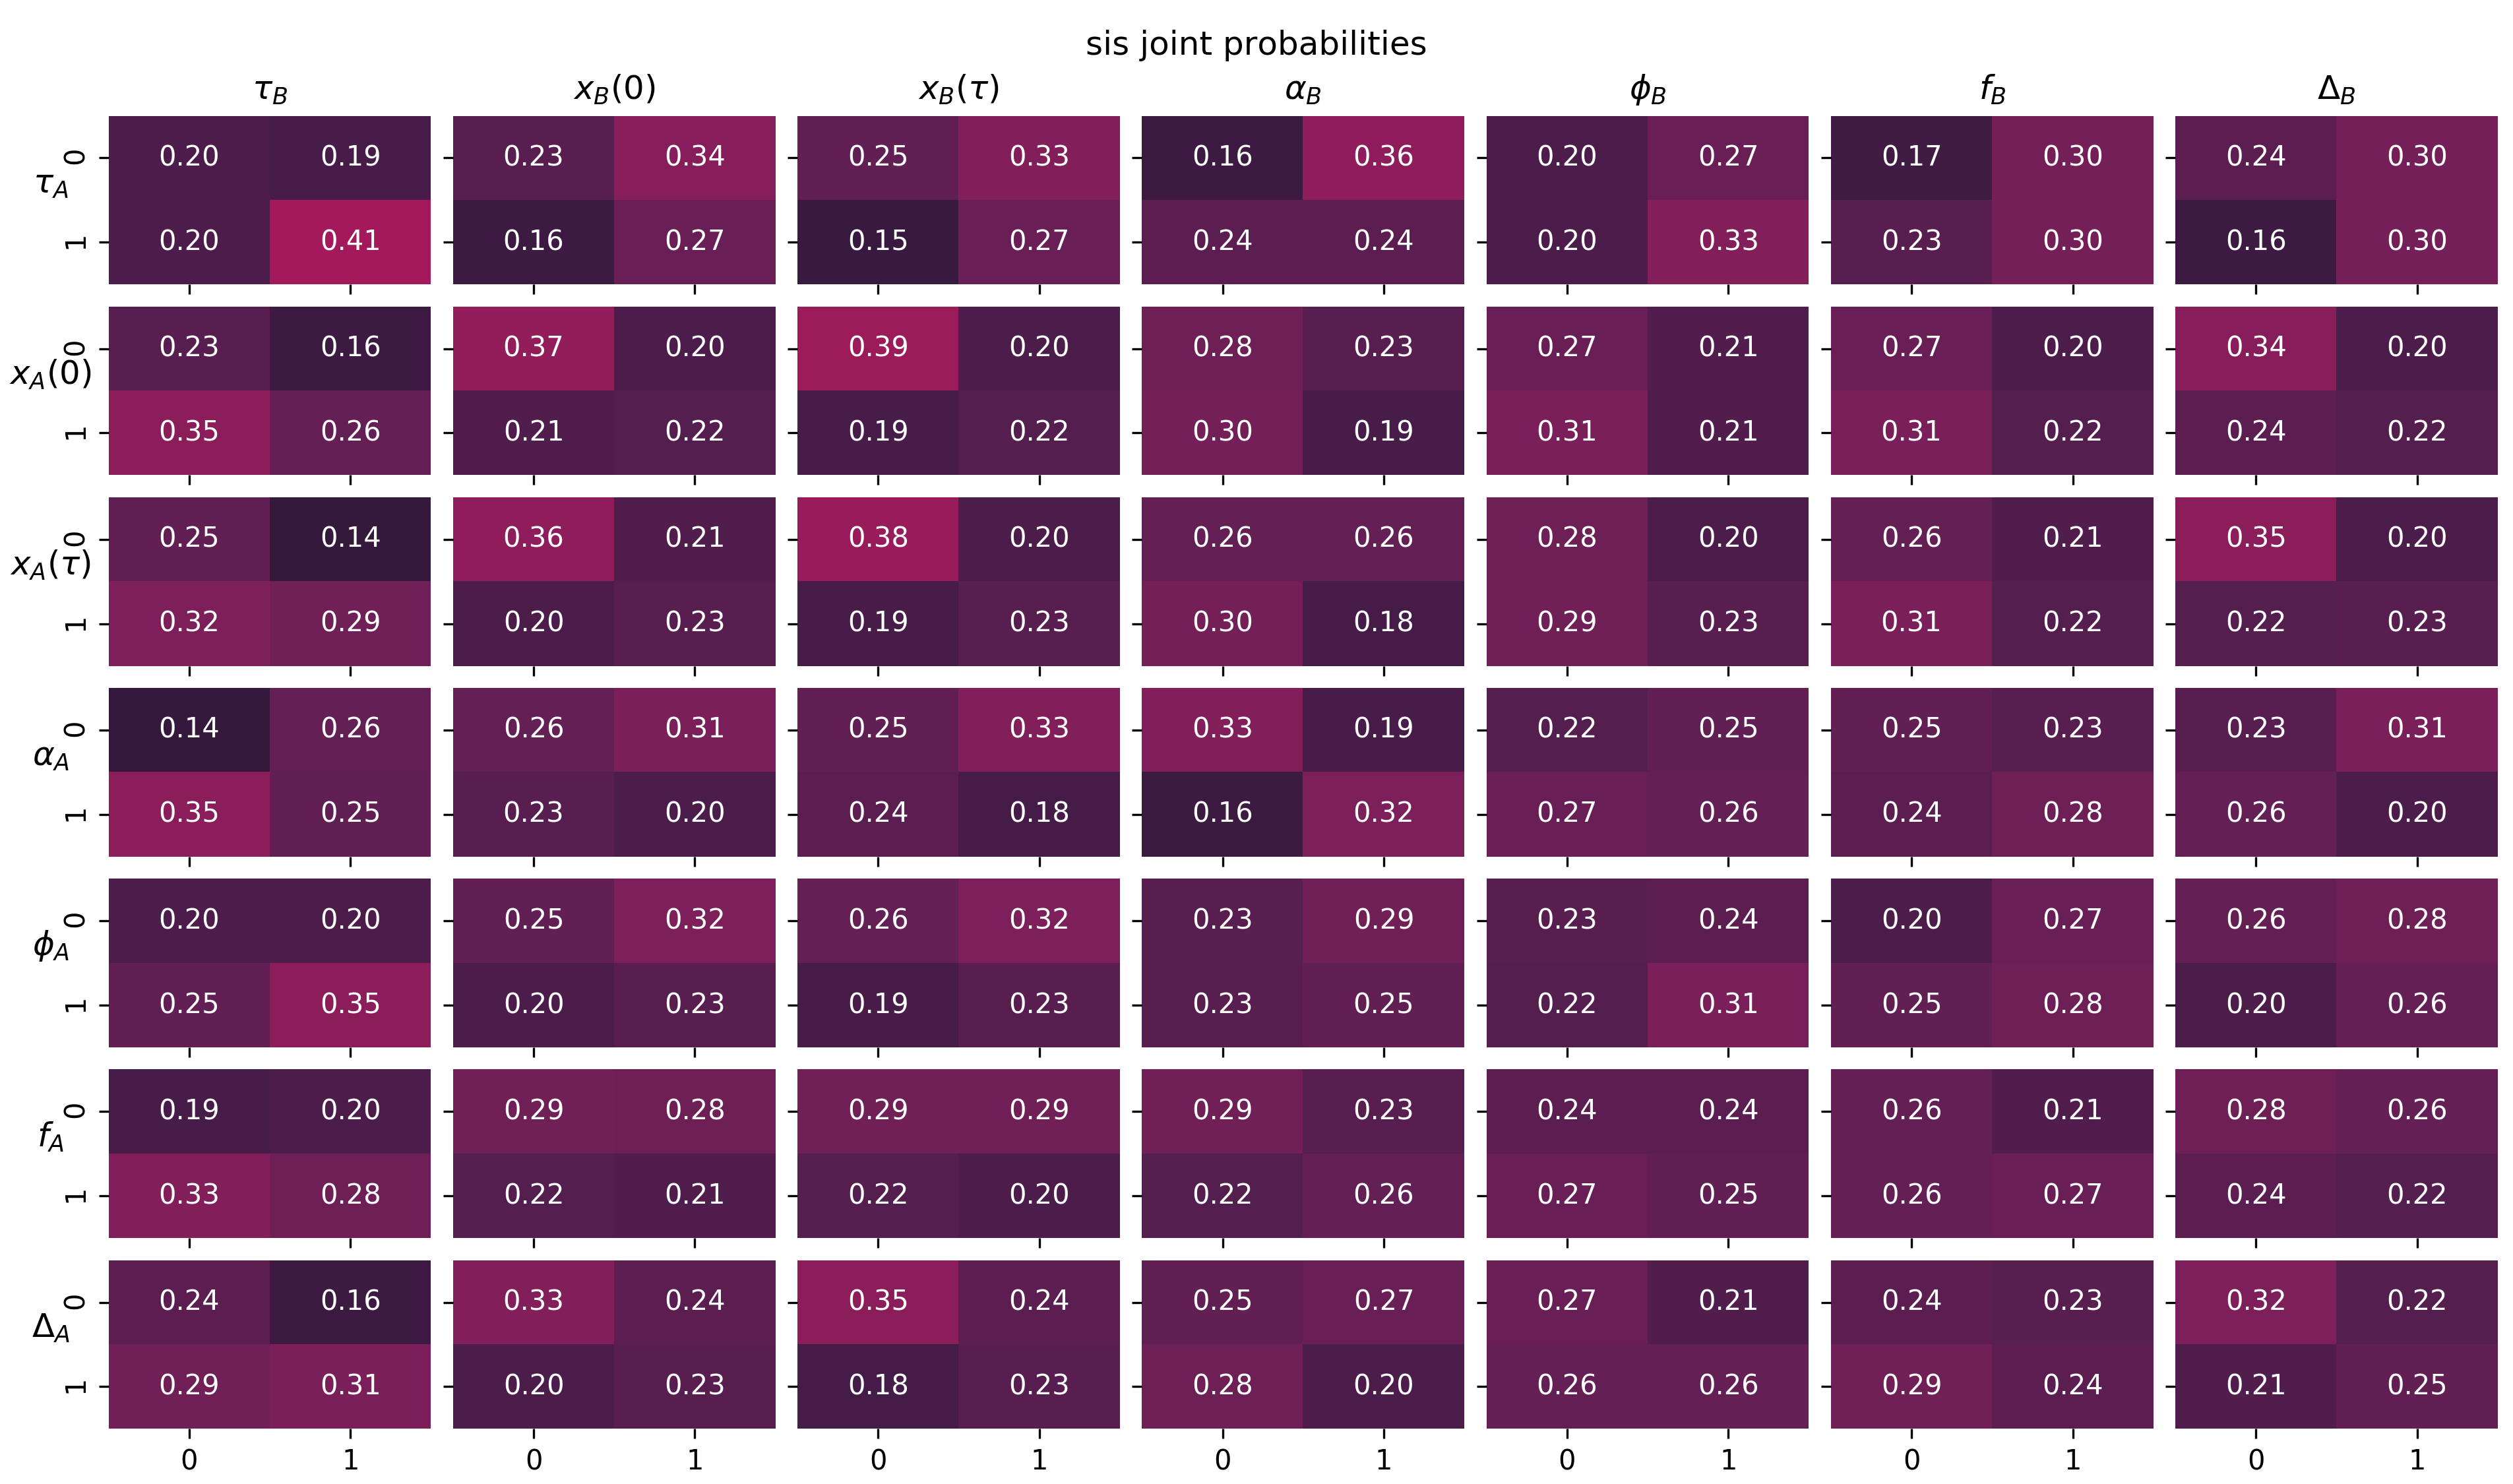 sis joint probabilities
τB xB(0) xB(τ) αB ϕB fB ΔB
0 0.20 0.19 0.23 0.34 0.25 0.33 0.16 0.36 0.20 0.27 0.17 0.30 0.24 0.30
τA
1 0.20 0.41 0.16 0.27 0.15 0.27 0.24 0.24 0.20 0.33 0.23 0.30 0.16 0.30
0 0.23 0.16 0.37 0.20 0.39 0.20 0.28 0.23 0.27 0.21 0.27 0.20 0.34 0.20
xA(0)
1 0.35 0.26 0.21 0.22 0.19 0.22 0.30 0.19 0.31 0.21 0.31 0.22 0.24 0.22
0 0.25 0.14 0.36 0.21 0.38 0.20 0.26 0.26 0.28 0.20 0.26 0.21 0.35 0.20
xA(τ)
1 0.32 0.29 0.20 0.23 0.19 0.23 0.30 0.18 0.29 0.23 0.31 0.22 0.22 0.23
0 0.14 0.26 0.26 0.31 0.25 0.33 0.33 0.19 0.22 0.25 0.25 0.23 0.23 0.31
αA
1 0.35 0.25 0.23 0.20 0.24 0.18 0.16 0.32 0.27 0.26 0.24 0.28 0.26 0.20
0 0.20 0.20 0.25 0.32 0.26 0.32 0.23 0.29 0.23 0.24 0.20 0.27 0.26 0.28
ϕA
1 0.25 0.35 0.20 0.23 0.19 0.23 0.23 0.25 0.22 0.31 0.25 0.28 0.20 0.26
0 0.19 0.20 0.29 0.28 0.29 0.29 0.29 0.23 0.24 0.24 0.26 0.21 0.28 0.26
fA
1 0.33 0.28 0.22 0.21 0.22 0.20 0.22 0.26 0.27 0.25 0.26 0.27 0.24 0.22
0 0.24 0.16 0.33 0.24 0.35 0.24 0.25 0.27 0.27 0.21 0.24 0.23 0.32 0.22
ΔA
1 0.29 0.31 0.20 0.23 0.18 0.23 0.28 0.20 0.26 0.26 0.29 0.24 0.21 0.25
0 1 0 1 0 1 0 1 0 1 0 1 0 1